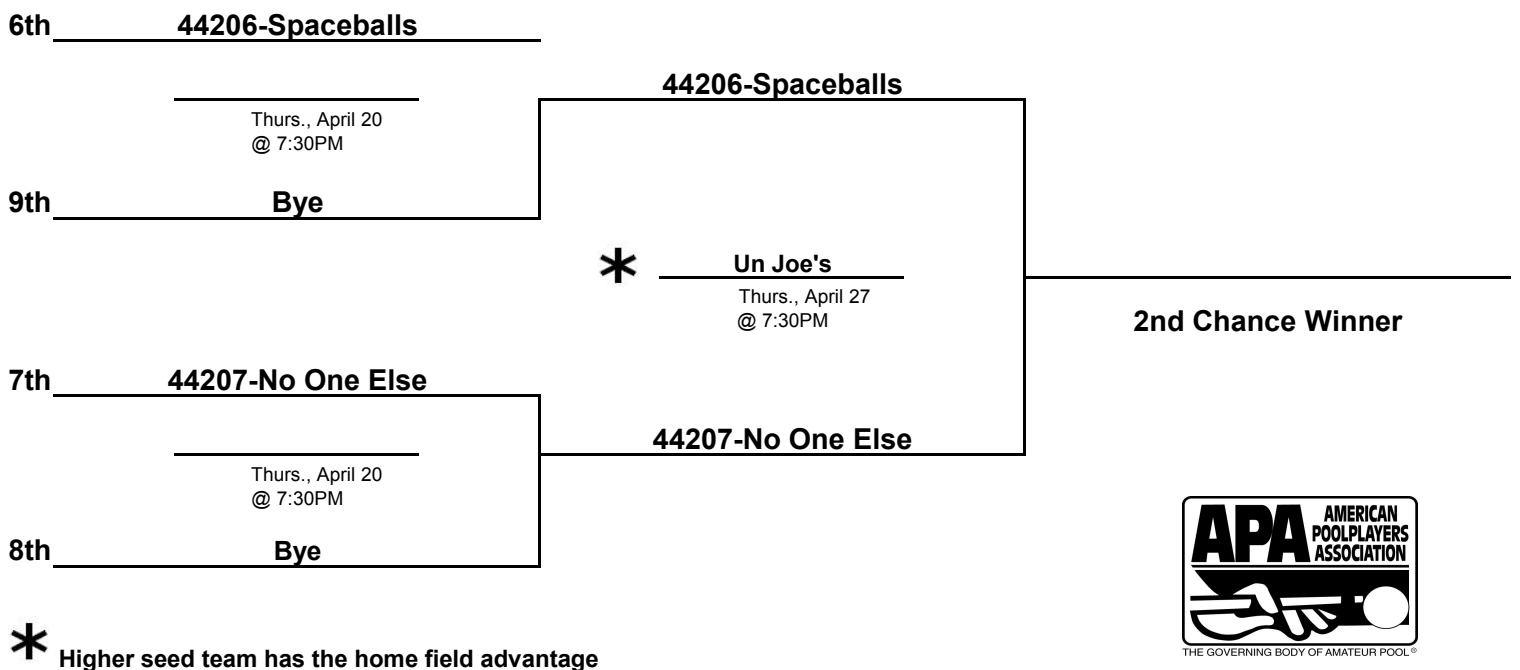 6th 44206-Spaceballs
44206-Spaceballs
Thurs., April 20
@ 7:30PM
9th Bye
* Un Joe's
Thurs., April 27
@ 7:30PM
2nd Chance Winner
7th 44207-No One Else
44207-No One Else
Thurs., April 20
@ 7:30PM
8th Bye
* Higher seed team has the home field advantage
APA AMERICAN
POOLPLAYERS
ASSOCIATION
THE GOVERNING BODY OF AMATEUR POOL®